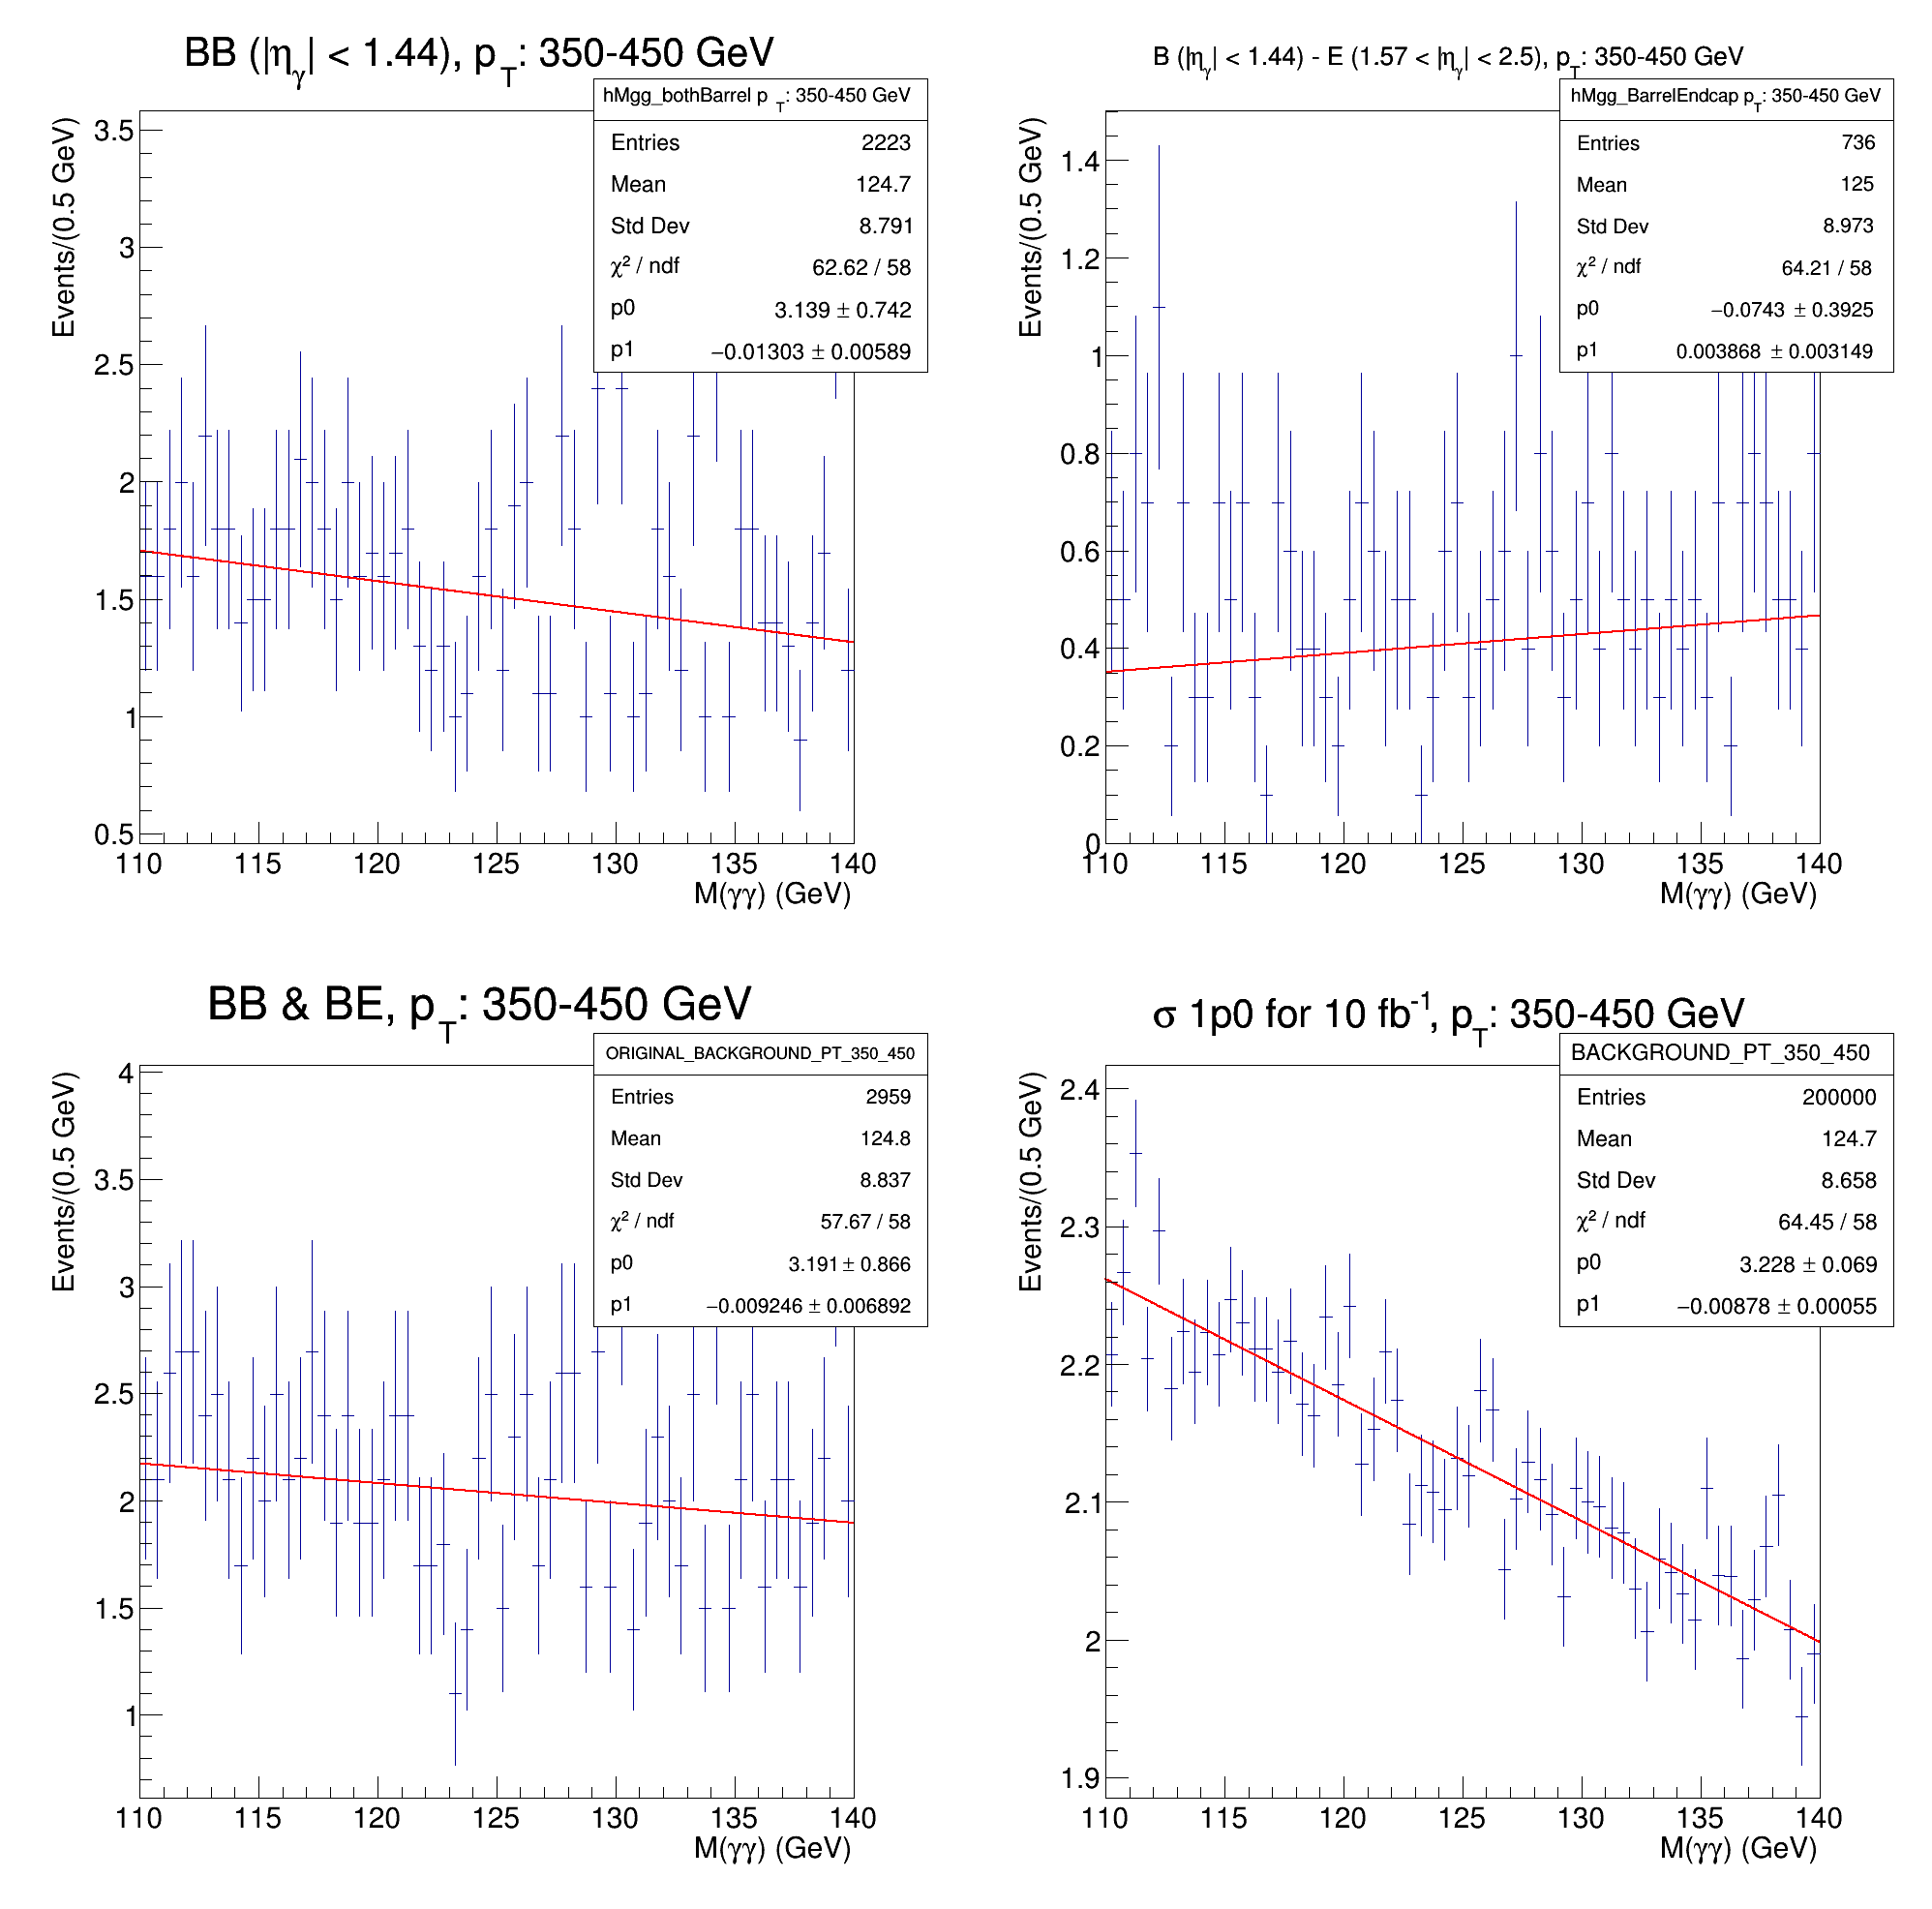 BB (|ηγ| < 1.44), pT: 350-450 GeV
hMgg_bothBarrel pT: 350-450 GeV
Entries 2223
Mean 124.7
Std Dev 8.791
χ² / ndf 62.62 / 58
p0 3.139 ± 0.742
p1 −0.01303 ± 0.00589
Events/(0.5 GeV)
3.5
3
2.5
2
1.5
1
0.5
110 115 120 125 130 135 140
M(γγ) (GeV)
B (|ηγ| < 1.44) - E (1.57 < |ηγ| < 2.5), pT: 350-450 GeV
hMgg_BarrelEndcap pT: 350-450 GeV
Entries 736
Mean 125
Std Dev 8.973
χ² / ndf 64.21 / 58
p0 −0.0743 ± 0.3925
p1 0.003868 ± 0.003149
Events/(0.5 GeV)
1.4
1.2
1
0.8
0.6
0.4
0.2
0
110 115 120 125 130 135 140
M(γγ) (GeV)
BB & BE, pT: 350-450 GeV
ORIGINAL_BACKGROUND_PT_350_450
Entries 2959
Mean 124.8
Std Dev 8.837
χ² / ndf 57.67 / 58
p0 3.191 ± 0.866
p1 −0.009246 ± 0.006892
Events/(0.5 GeV)
4
3.5
3
2.5
2
1.5
1
110 115 120 125 130 135 140
M(γγ) (GeV)
σ 1p0 for 10 fb⁻¹, pT: 350-450 GeV
BACKGROUND_PT_350_450
Entries 200000
Mean 124.7
Std Dev 8.658
χ² / ndf 64.45 / 58
p0 3.228 ± 0.069
p1 −0.00878 ± 0.00055
Events/(0.5 GeV)
2.4
2.3
2.2
2.1
2
1.9
110 115 120 125 130 135 140
M(γγ) (GeV)